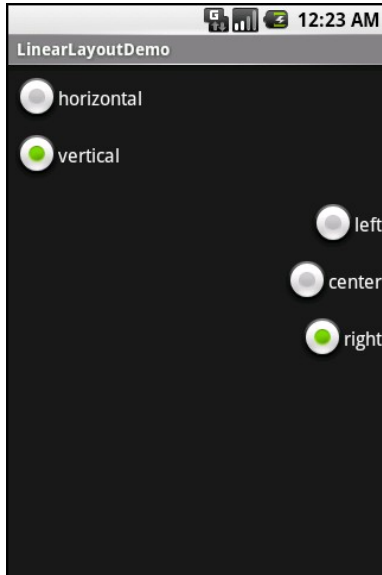 G 12:23 AM
LinearLayoutDemo
horizontal
vertical
left
center
right